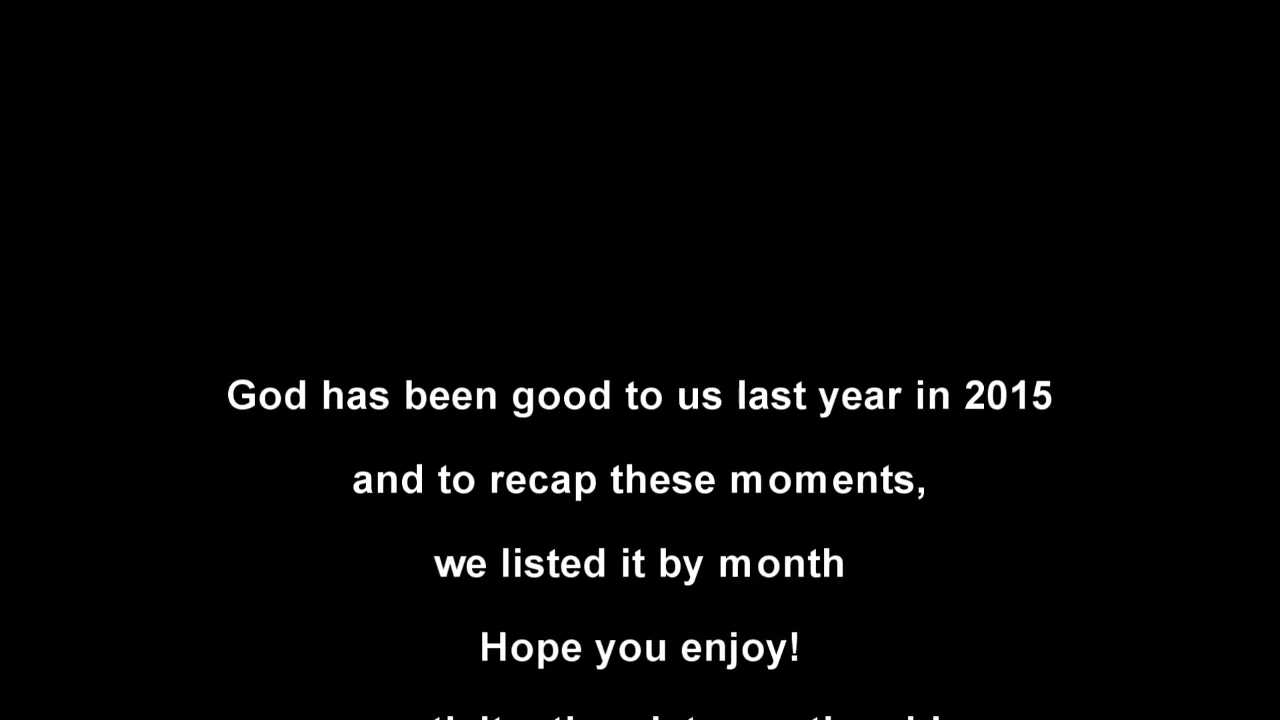 God has been good to us last year in 2015
and to recap these moments,
we listed it by month
Hope you enjoy!